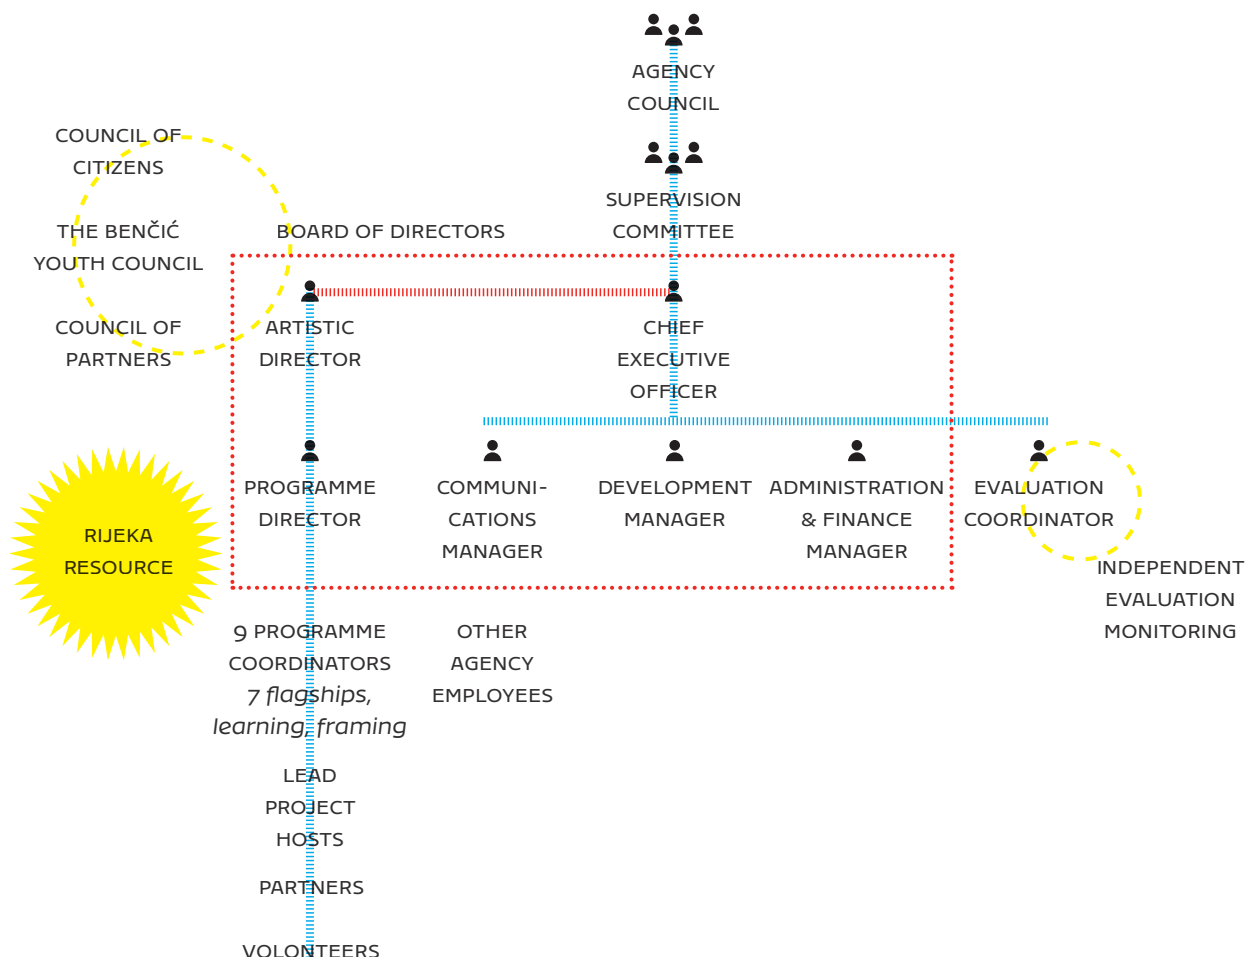 AGENCY
COUNCIL
COUNCIL OF
CITIZENS
SUPERVISION
COMMITTEE
THE BENČIĆ
YOUTH COUNCIL
BOARD OF DIRECTORS
COUNCIL OF
PARTNERS
ARTISTIC
DIRECTOR
CHIEF
EXECUTIVE
OFFICER
PROGRAMME
DIRECTOR
COMMUNI-
CATIONS
MANAGER
DEVELOPMENT
MANAGER
ADMINISTRATION
& FINANCE
MANAGER
EVALUATION
COORDINATOR
RIJEKA
RESOURCE
INDEPENDENT
EVALUATION
MONITORING
9 PROGRAMME
COORDINATORS
7 flagships,
learning, framing
OTHER
AGENCY
EMPLOYEES
LEAD
PROJECT
HOSTS
PARTNERS
VOLONTEERS